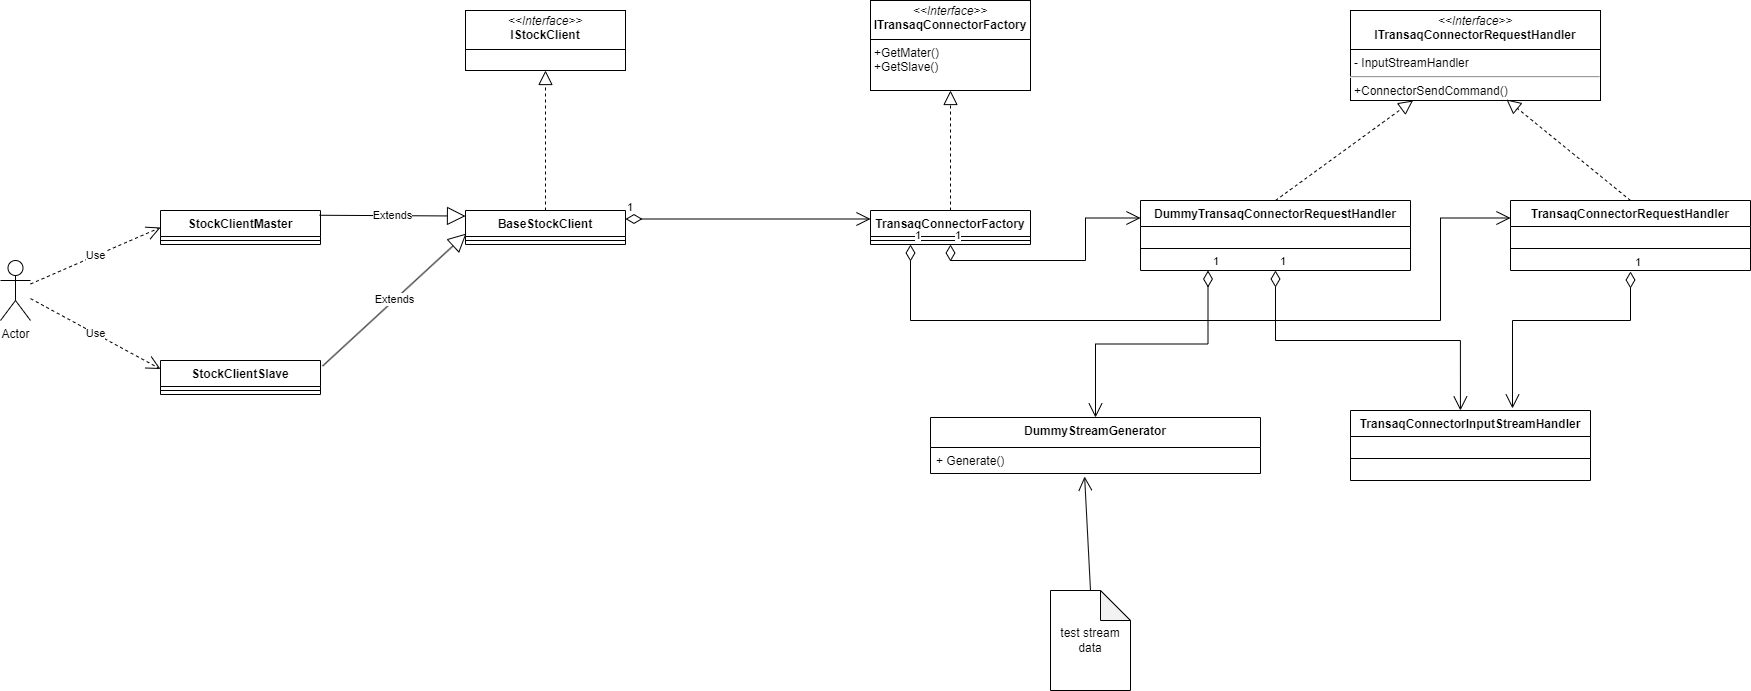 <<Interface>>
IStockClient
<<Interface>>
ITransaqConnectorFactory
+GetMater()
+GetSlave()
<<Interface>>
ITransaqConnectorRequestHandler
- InputStreamHandler
+ConnectorSendCommand()
StockClientMaster
Extends
BaseStockClient
1
TransaqConnectorFactory
1
1
DummyTransaqConnectorRequestHandler
1
1
TransaqConnectorRequestHandler
1
Use
Actor
Use
Extends
StockClientSlave
DummyStreamGenerator
+ Generate()
TransaqConnectorInputStreamHandler
test stream
data